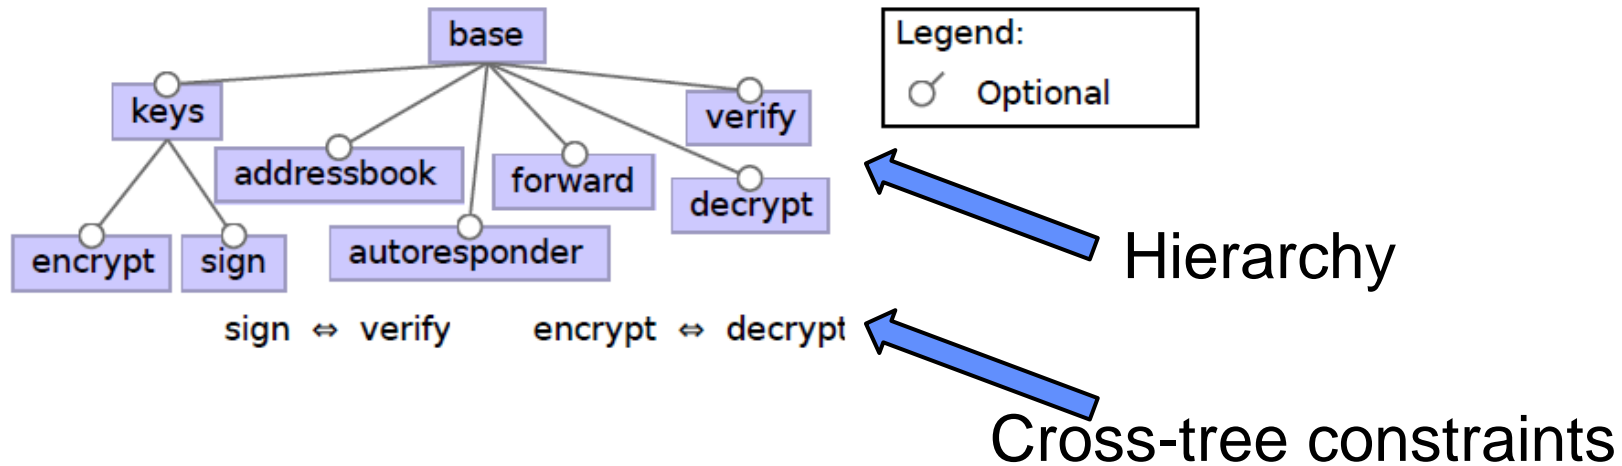 base
Legend:
Optional
keys
verify
addressbook
forward
decrypt
encrypt
sign
autoresponder
Hierarchy
sign ⇔ verify encrypt ⇔ decrypt
Cross-tree constraints